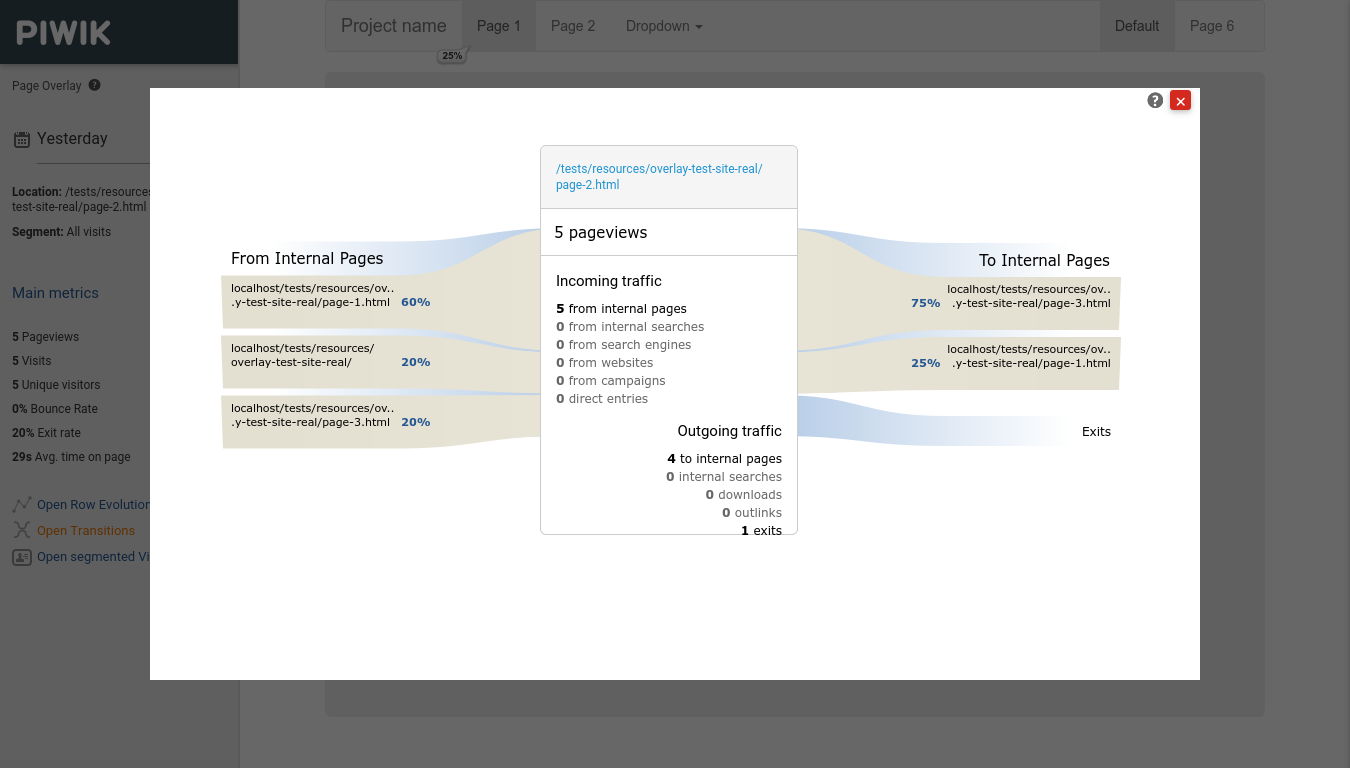 PIWIK
Project name
Page 1
Page 2
Dropdown
Default
Page 6
25%
Page Overlay ?
Yesterday
Location: /tests/resources
test-site-real/page-2.html
Segment: All visits
Main metrics
5 Pageviews
5 Visits
5 Unique visitors
0% Bounce Rate
20% Exit rate
29s Avg. time on page
Open Row Evolution
Open Transitions
Open segmented Vi
? ×
/tests/resources/overlay-test-site-real/
page-2.html
5 pageviews
Incoming traffic
5 from internal pages
0 from internal searches
0 from search engines
0 from websites
0 from campaigns
0 direct entries
Outgoing traffic
4 to internal pages
0 internal searches
0 downloads
0 outlinks
1 exits
From Internal Pages
localhost/tests/resources/ov..
.y-test-site-real/page-1.html 60%
localhost/tests/resources/
overlay-test-site-real/ 20%
localhost/tests/resources/ov..
.y-test-site-real/page-3.html 20%
To Internal Pages
localhost/tests/resources/ov..
75% .y-test-site-real/page-3.html
localhost/tests/resources/ov..
25% .y-test-site-real/page-1.html
Exits